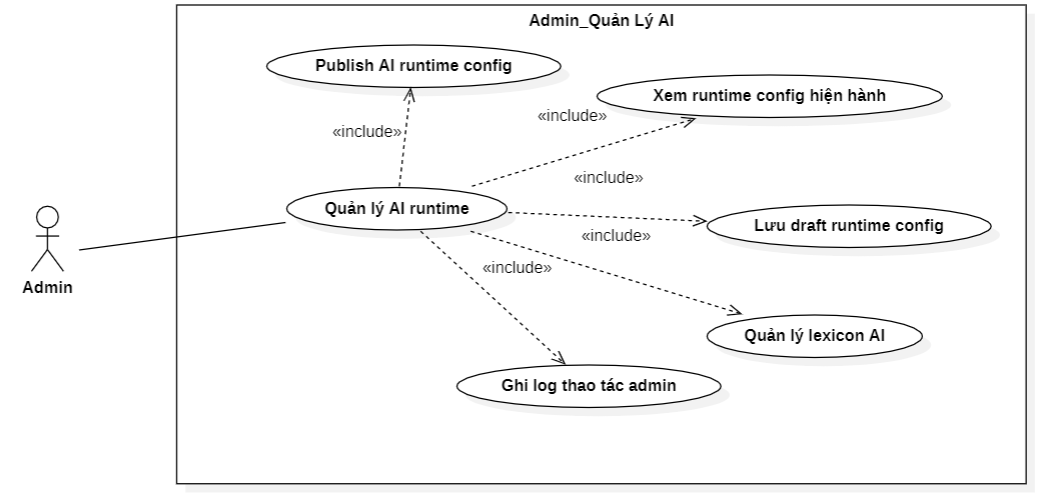 Admin_Quản Lý AI
Publish AI runtime config
Xem runtime config hiện hành
«include»
«include»
«include»
Quản lý AI runtime
Lưu draft runtime config
«include»
«include»
Admin
Quản lý lexicon AI
Ghi log thao tác admin